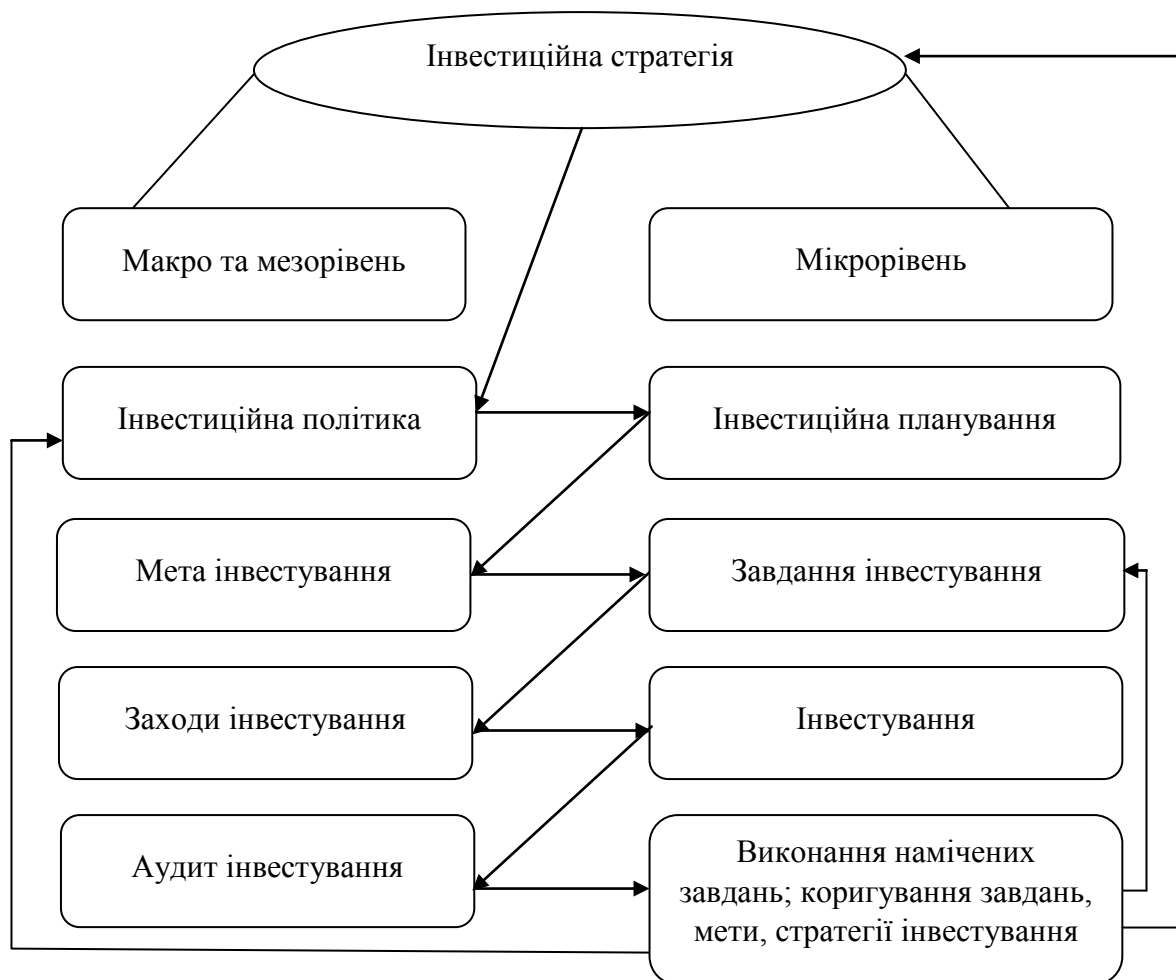 Інвестиційна стратегія
Макро та мезорівень
Мікрорівень
Інвестиційна політика
Інвестиційна планування
Мета інвестування
Завдання інвестування
Заходи інвестування
Інвестування
Аудит інвестування
Виконання намічених
завдань; коригування завдань,
мети, стратегії інвестування